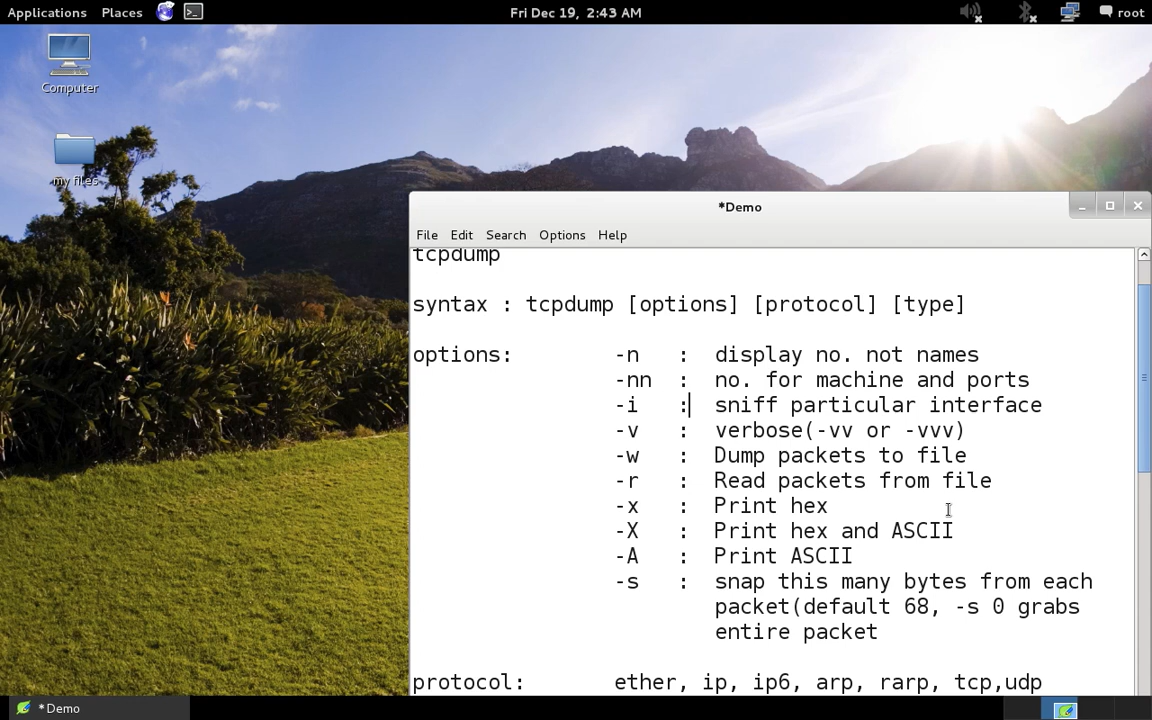 Applications Places Fri Dec 19, 2:43 AM root
Computer
my files
*Demo
File Edit Search Options Help
tcpdump
syntax : tcpdump [options] [protocol] [type]
options: -n : display no. not names
-nn : no. for machine and ports
-i : sniff particular interface
-v : verbose(-vv or -vvv)
-w : Dump packets to file
-r : Read packets from file
-x : Print hex
-X : Print hex and ASCII
-A : Print ASCII
-s : snap this many bytes from each
packet(default 68, -s 0 grabs
entire packet
protocol: ether, ip, ip6, arp, rarp, tcp,udp
*Demo